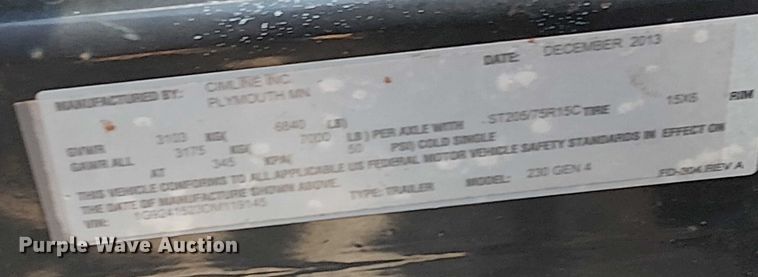 MANUFACTURED BY: CIMLINE INC. DATE: DECEMBER 2013
PLYMOUTH MN
GVWR 3103 KG( 6840 LB)
GAWR ALL 3175 KG( 7000 LB) PER AXLE WITH ST205/75R15C TIRE 15X5 RIM
AT 345 KPA( 50 PSI) COLD SINGLE
THIS VEHICLE CONFORMS TO ALL APPLICABLE US FEDERAL MOTOR VEHICLE SAFETY STANDARDS IN EFFECT ON
THE DATE OF MANUFACTURE SHOWN ABOVE.
VIN: TYPE: TRAILER MODEL: 230 GEN 4 REV A
Purple Wave Auction